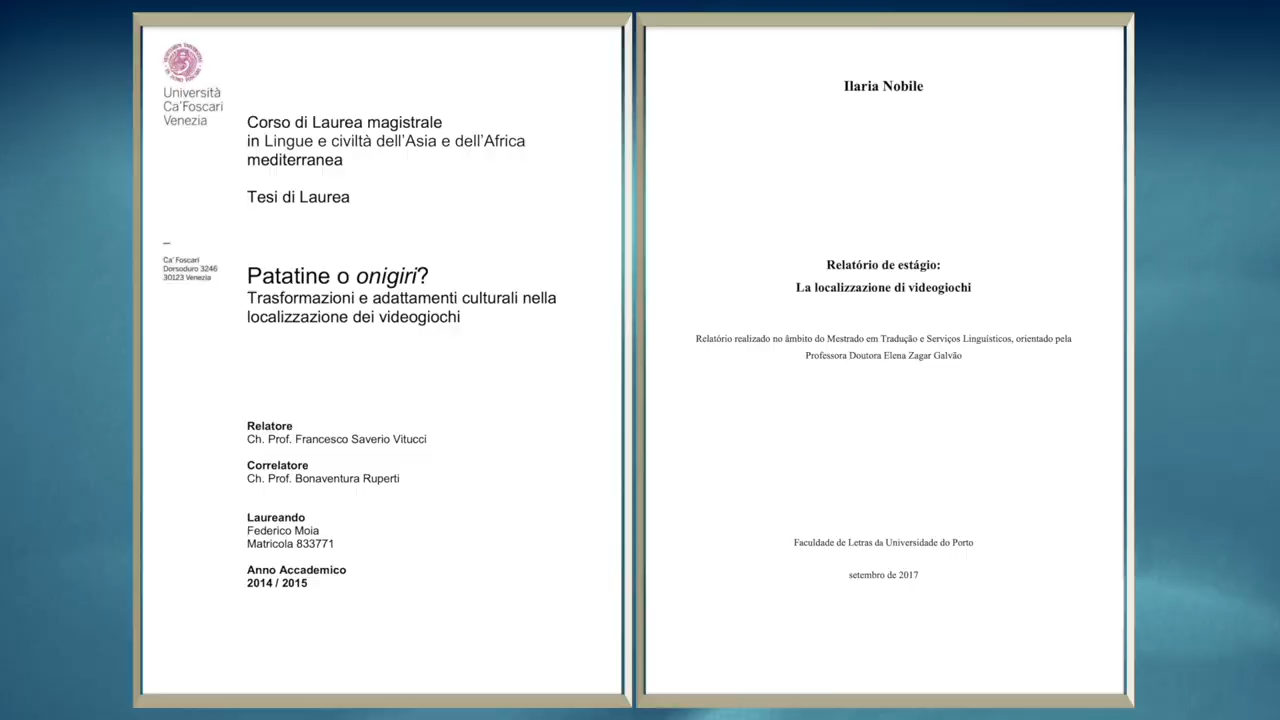 Università
Ca'Foscari
Venezia
Corso di Laurea magistrale
in Lingue e civiltà dell'Asia e dell'Africa
mediterranea
Tesi di Laurea
–
Ca' Foscari
Dorsoduro 3246
30123 Venezia
Patatine o onigiri?
Trasformazioni e adattamenti culturali nella
localizzazione dei videogiochi
Relatore
Ch. Prof. Francesco Saverio Vitucci
Correlatore
Ch. Prof. Bonaventura Ruperti
Laureando
Federico Moia
Matricola 833771
Anno Accademico
2014 / 2015
Ilaria Nobile
Relatório de estágio:
La localizzazione di videogiochi
Relatório realizado no âmbito do Mestrado em Tradução e Serviços Linguísticos, orientado pela
Professora Doutora Elena Zagar Galvão
Faculdade de Letras da Universidade do Porto
setembro de 2017